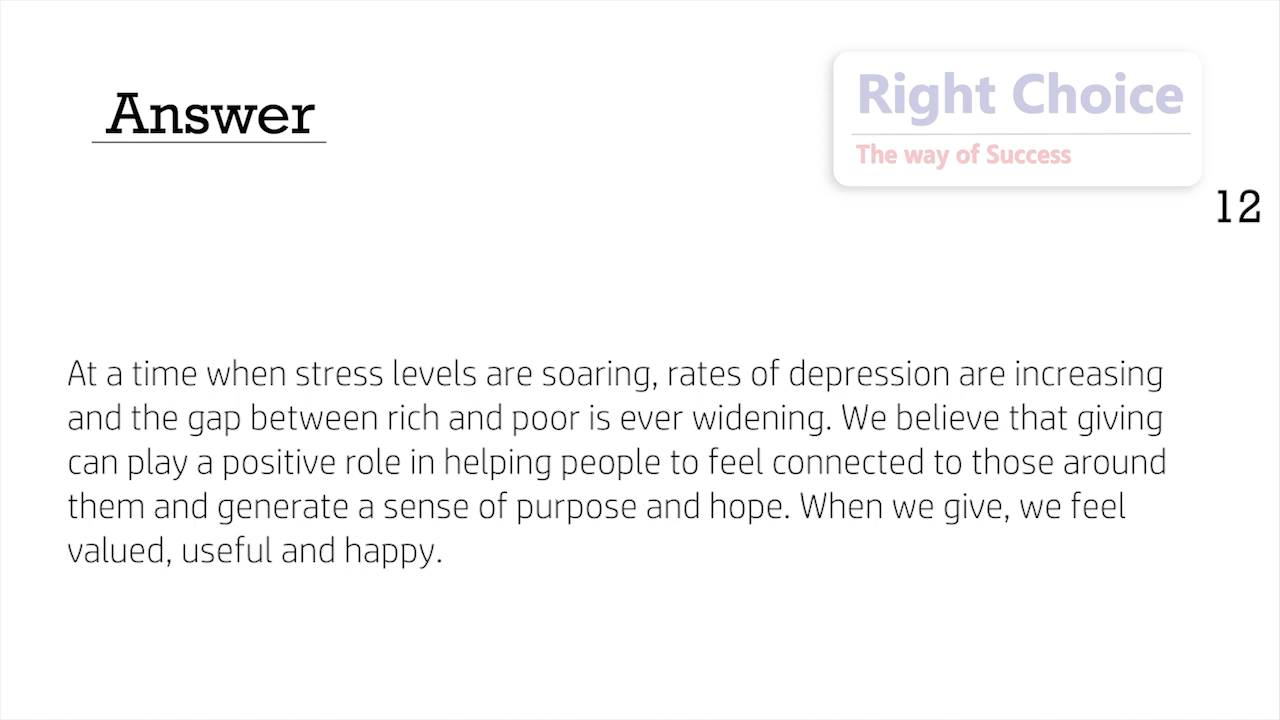 Answer
Right Choice
The way of Success
12
At a time when stress levels are soaring, rates of depression are increasing
and the gap between rich and poor is ever widening. We believe that giving
can play a positive role in helping people to feel connected to those around
them and generate a sense of purpose and hope. When we give, we feel
valued, useful and happy.